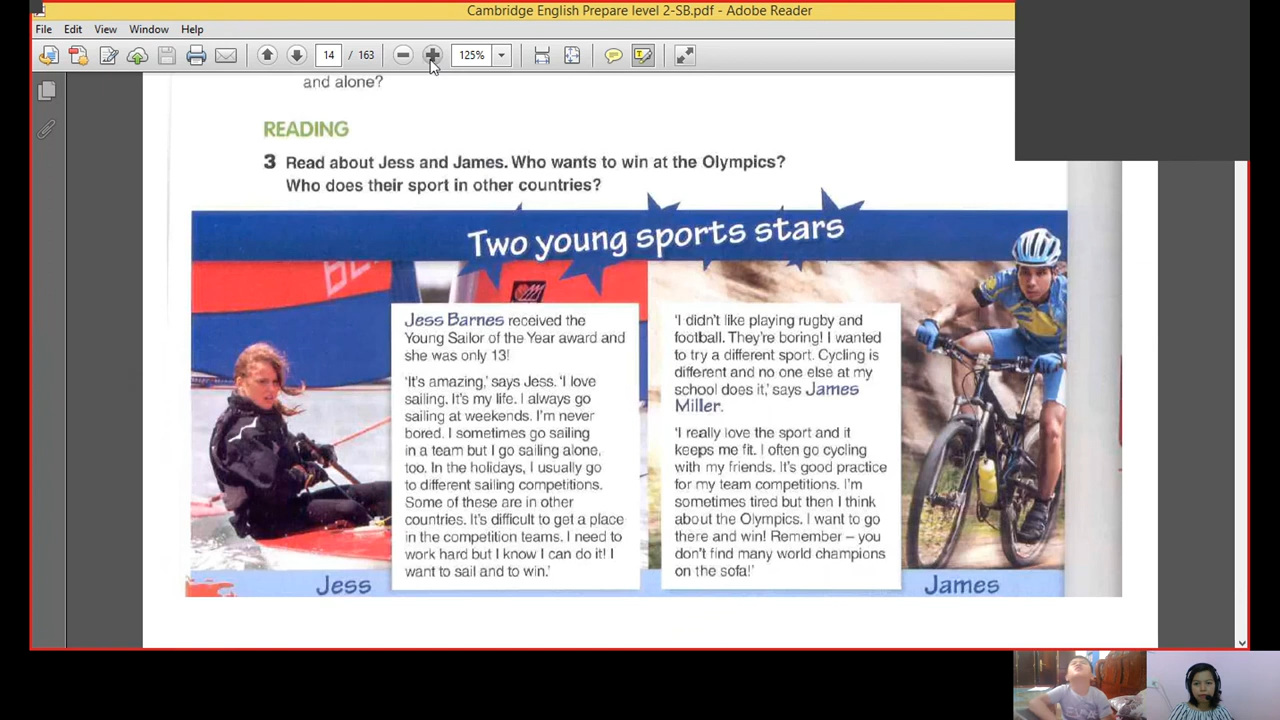 Cambridge English Prepare level 2-SB.pdf - Adobe Reader
File Edit View Window Help
14 / 163 125%
and alone?
READING
3 Read about Jess and James. Who wants to win at the Olympics?
Who does their sport in other countries?
Two young sports stars
Jess Barnes received the
Young Sailor of the Year award and
she was only 13!
‘It's amazing,’ says Jess. ‘I love
sailing. It's my life. I always go
sailing at weekends. I'm never
bored. I sometimes go sailing
in a team but I go sailing alone,
too. In the holidays, I usually go
to different sailing competitions.
Some of these are in other
countries. It's difficult to get a place
in the competition teams. I need to
work hard but I know I can do it! I
want to sail and to win.’
Jess
‘I didn't like playing rugby and
football. They're boring! I wanted
to try a different sport. Cycling is
different and no one else at my
school does it,’ says James
Miller.
‘I really love the sport and it
keeps me fit. I often go cycling
with my friends. It's good practice
for my team competitions. I'm
sometimes tired but then I think
about the Olympics. I want to go
there and win! Remember – you
don't find many world champions
on the sofa!’
James